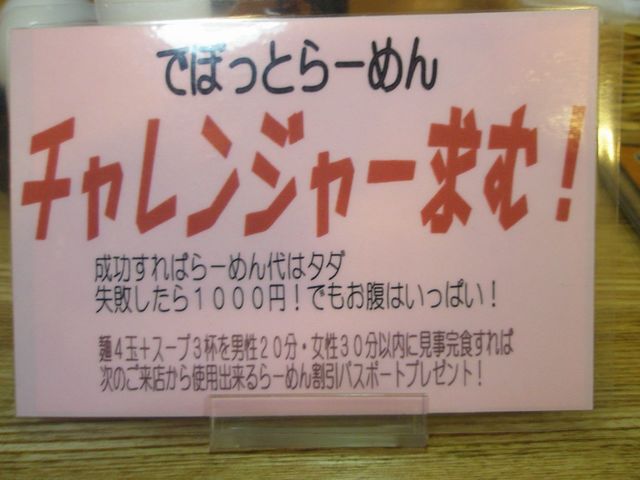 でぽっとらーめん
チャレンジャー求む!
成功すればらーめん代はタダ
失敗したら1000円!でもお腹はいっぱい!
麺4玉+スープ3杯を男性20分・女性30分以内に見事完食すれば
次のご来店から使用出来るらーめん割引パスポートプレゼント!